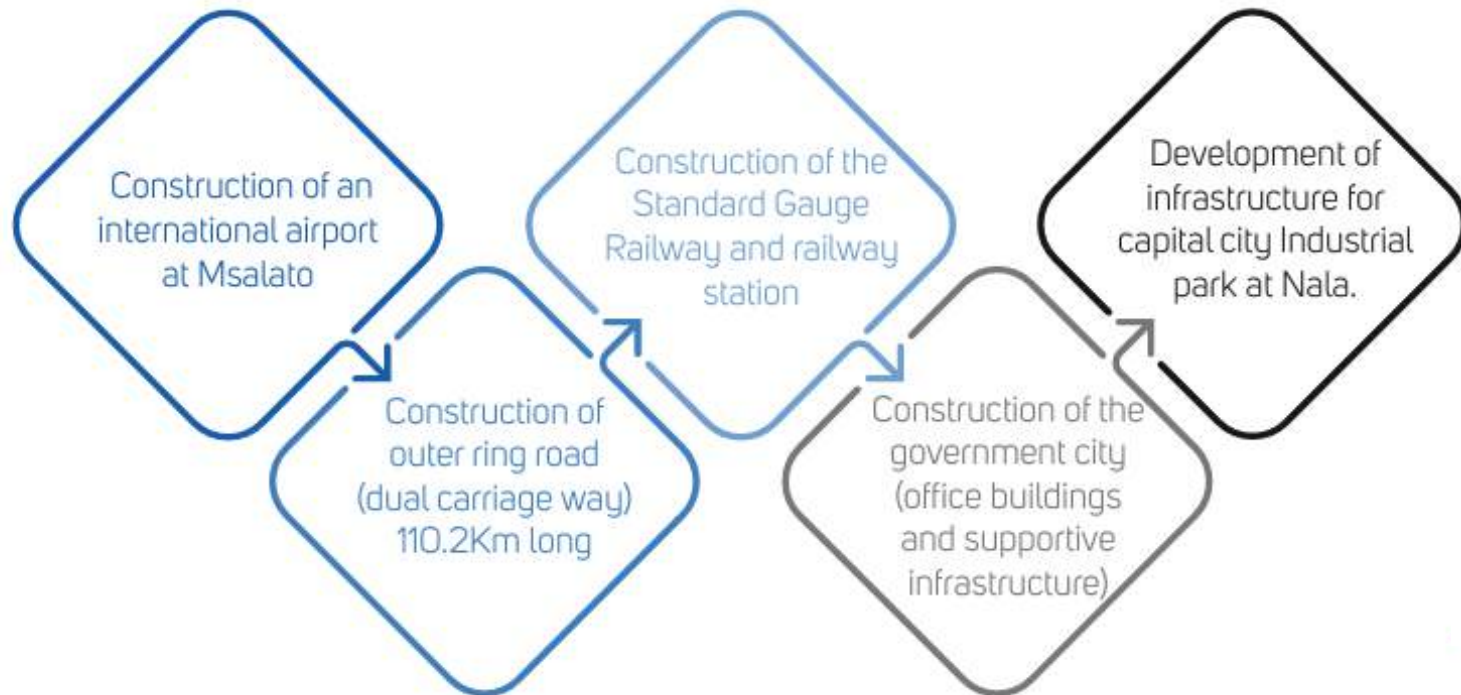 Construction of an
international airport
at Msalato
Construction of
outer ring road
(dual carriage way)
110.2Km long
Construction of the
Standard Gauge
Railway and railway
station
Construction of the
government city
(office buildings
and supportive
infrastructure)
Development of
infrastructure for
capital city Industrial
park at Nala.